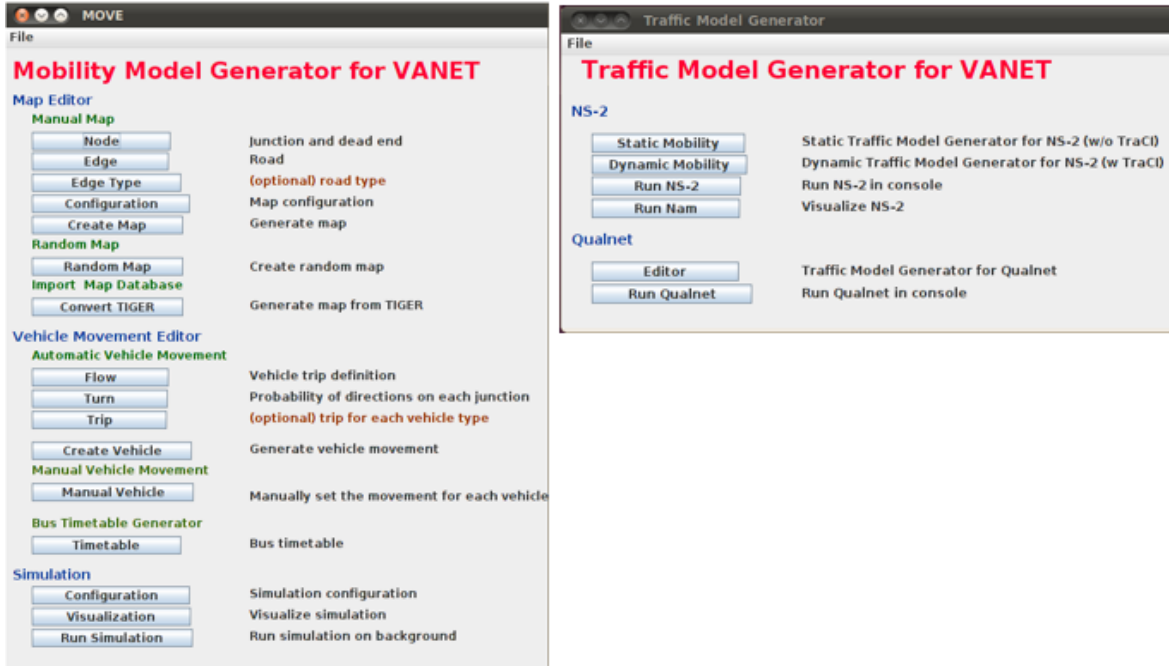 MOVE
File
Mobility Model Generator for VANET
Map Editor
Manual Map
Node Junction and dead end
Edge Road
Edge Type (optional) road type
Configuration Map configuration
Create Map Generate map
Random Map
Random Map Create random map
Import Map Database
Convert TIGER Generate map from TIGER
Vehicle Movement Editor
Automatic Vehicle Movement
Flow Vehicle trip definition
Turn Probability of directions on each junction
Trip (optional) trip for each vehicle type
Create Vehicle Generate vehicle movement
Manual Vehicle Movement
Manual Vehicle Manually set the movement for each vehicle
Bus Timetable Generator
Timetable Bus timetable
Simulation
Configuration Simulation configuration
Visualization Visualize simulation
Run Simulation Run simulation on background
Traffic Model Generator
File
Traffic Model Generator for VANET
NS-2
Static Mobility Static Traffic Model Generator for NS-2 (w/o TraCI)
Dynamic Mobility Dynamic Traffic Model Generator for NS-2 (w TraCI)
Run NS-2 Run NS-2 in console
Run Nam Visualize NS-2
Qualnet
Editor Traffic Model Generator for Qualnet
Run Qualnet Run Qualnet in console